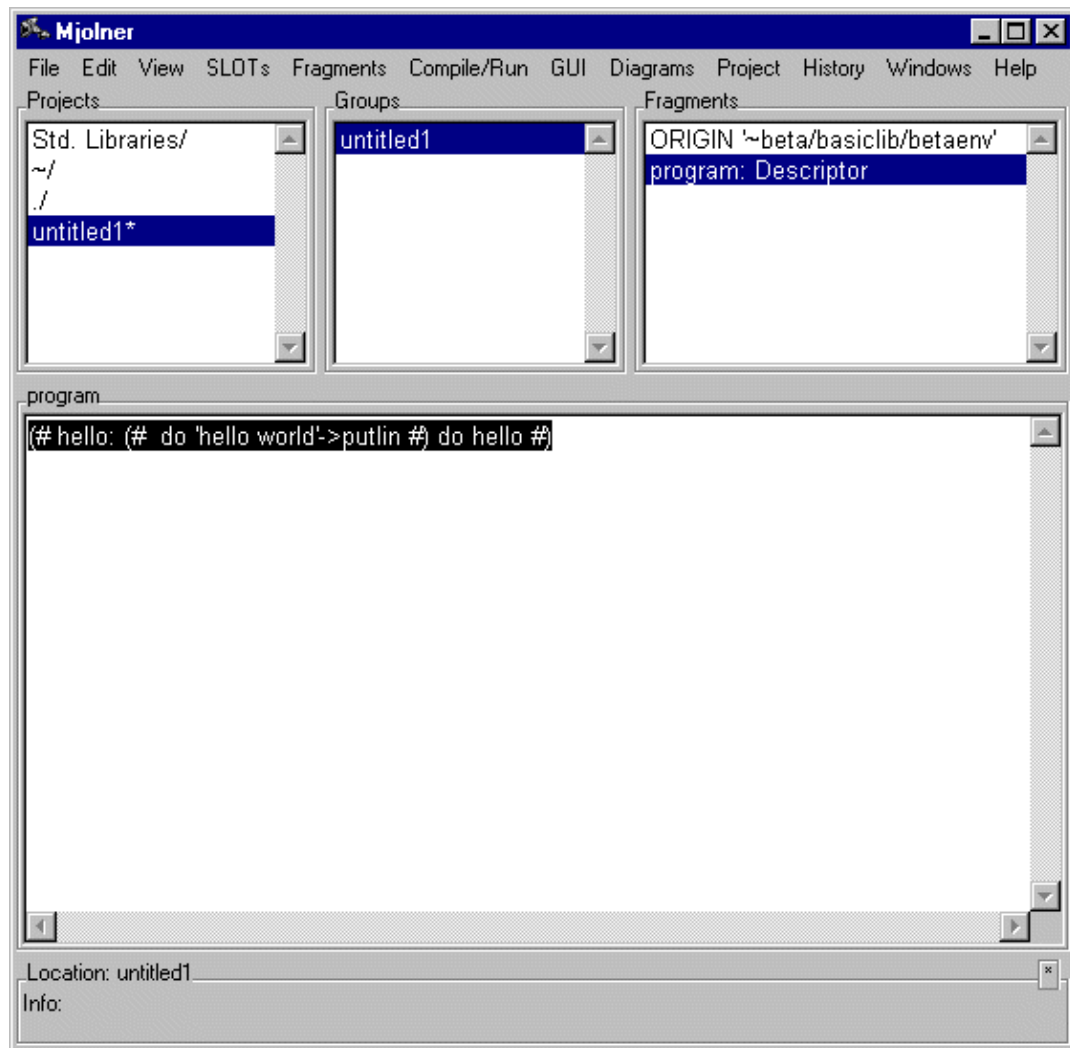 Mjolner
File Edit View SLOTs Fragments Compile/Run GUI Diagrams Project History Windows Help
Projects
Std. Libraries/
~/
./
untitled1*
Groups
untitled1
Fragments
ORIGIN '~beta/basiclib/betaenv'
program: Descriptor
program
(# hello: (# do 'hello world'->putlin #) do hello #)
Location: untitled1
Info: